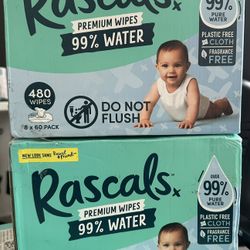 Rascals
PREMIUM WIPES
99% WATER
99%
PURE
WATER
PLASTIC FREE
CLOTH
FRAGRANCE
FREE
480
WIPES
8 x 60 PACK
DO NOT
FLUSH
NEW LOOK SAME
Rascals
PREMIUM WIPES
99% WATER
OVER
99%
PURE
WATER
PLASTIC FREE
CLOTH
FRAGRANCE
FREE